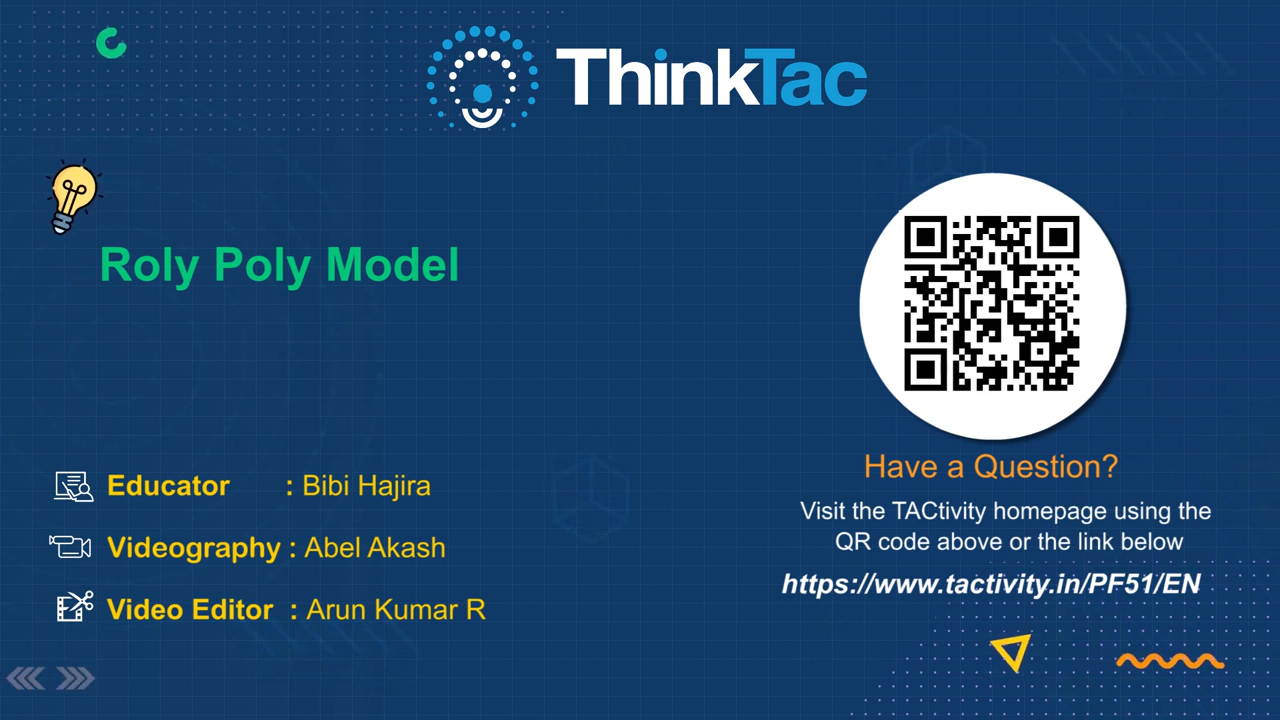 ThinkTac
Roly Poly Model
Educator : Bibi Hajira
Videography : Abel Akash
Video Editor : Arun Kumar R
Have a Question?
Visit the TACtivity homepage using the
QR code above or the link below
https://www.tactivity.in/PF51/EN